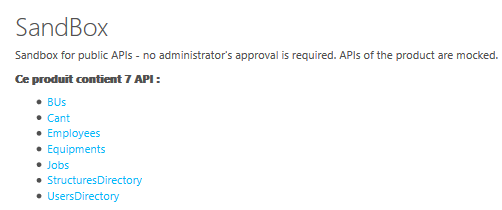 SandBox
Sandbox for public APIs - no administrator's approval is required. APIs of the product are mocked.
Ce produit contient 7 API :
BUs
Cant
Employees
Equipments
Jobs
StructuresDirectory
UsersDirectory